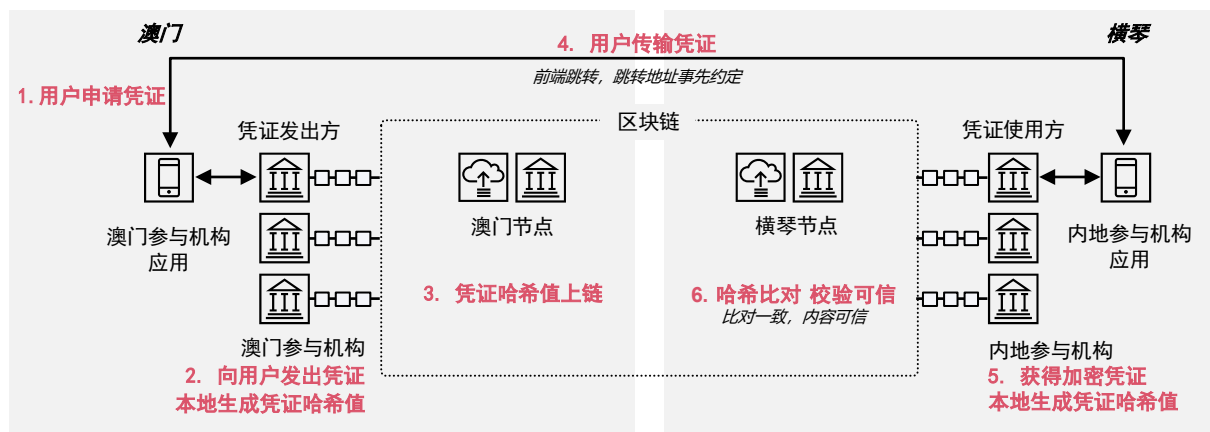 澳门
横琴
4. 用户传输凭证
前端跳转，跳转地址事先约定
1.用户申请凭证
区块链
凭证发出方
凭证使用方
澳门节点
横琴节点
澳门参与机构
应用
内地参与机构
应用
3. 凭证哈希值上链
6. 哈希比对 校验可信
比对一致，内容可信
澳门参与机构
2. 向用户发出凭证
本地生成凭证哈希值
内地参与机构
5. 获得加密凭证
本地生成凭证哈希值